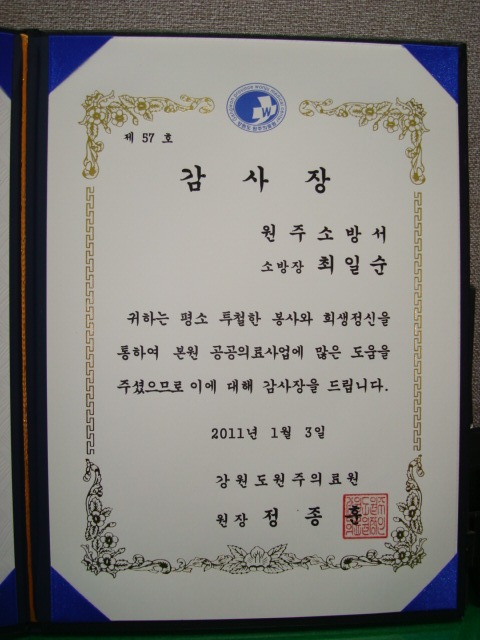 제 57 호
감 사 장
원주소방서
소방장 최일순
귀하는 평소 투철한 봉사와 희생정신을
통하여 본원 공공의료사업에 많은 도움을
주셨으므로 이에 대해 감사장을 드립니다.
2011년 1월 3일
강원도원주의료원
원장 정종훈